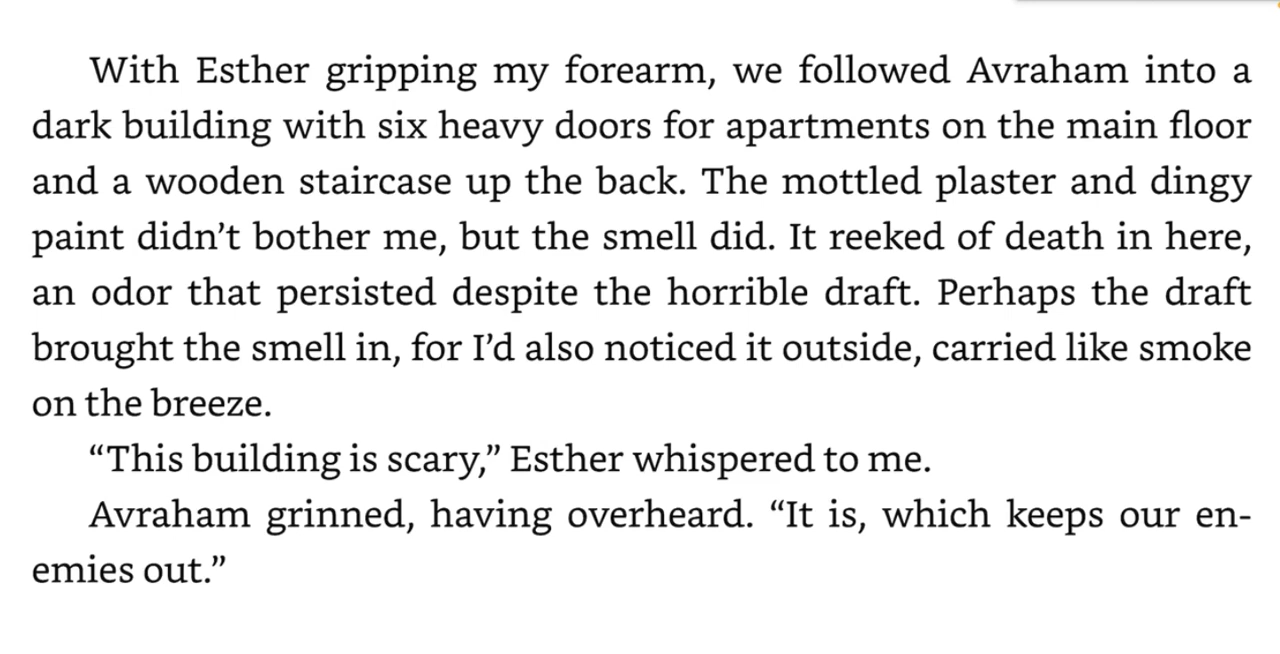 With Esther gripping my forearm, we followed Avraham into a
dark building with six heavy doors for apartments on the main floor
and a wooden staircase up the back. The mottled plaster and dingy
paint didn’t bother me, but the smell did. It reeked of death in here,
an odor that persisted despite the horrible draft. Perhaps the draft
brought the smell in, for I’d also noticed it outside, carried like smoke
on the breeze.
“This building is scary,” Esther whispered to me.
Avraham grinned, having overheard. “It is, which keeps our en-
emies out.”